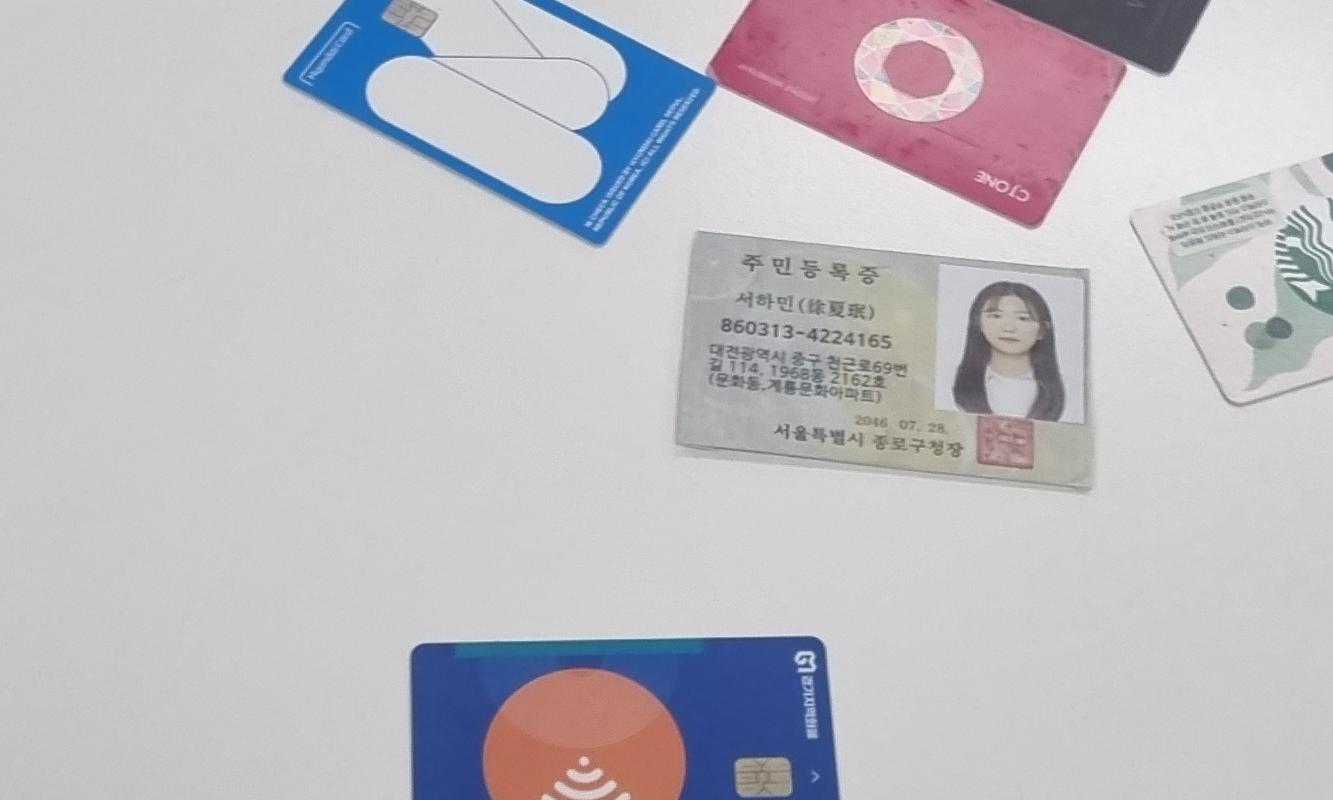 Hyundai Card
IS CHECK ISSUED BY HYUNDAI CARD, SEOUL,
REPUBLIC OF KOREA. (C) ALL RIGHTS RESERVED
CJ ONE
주민등록증
서하민(徐夏珉)
860313-4224165
대전광역시 중구 천근로69번
길 114, 1968동 2162호
(문화동,계룡문화아파트)
2046 07. 28.
서울특별시 종로구청장
경기지역화폐